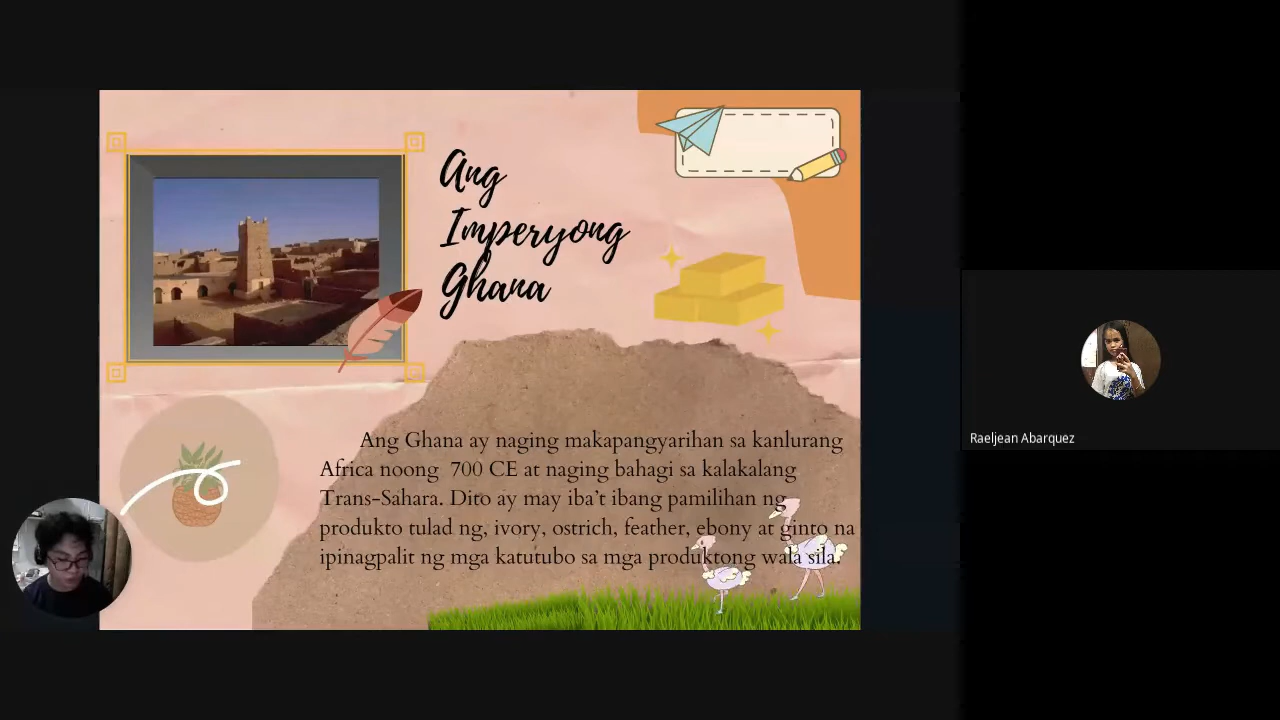 Ang
Imperyong
Ghana
Ang Ghana ay naging makapangyarihan sa kanlurang
Africa noong 700 CE at naging bahagi sa kalakalang
Trans-Sahara. Dito ay may iba't ibang pamilihan ng
produkto tulad ng, ivory, ostrich, feather, ebony at ginto na
ipinagpalit ng mga katutubo sa mga produktong wala sila.
Raeljean Abarquez